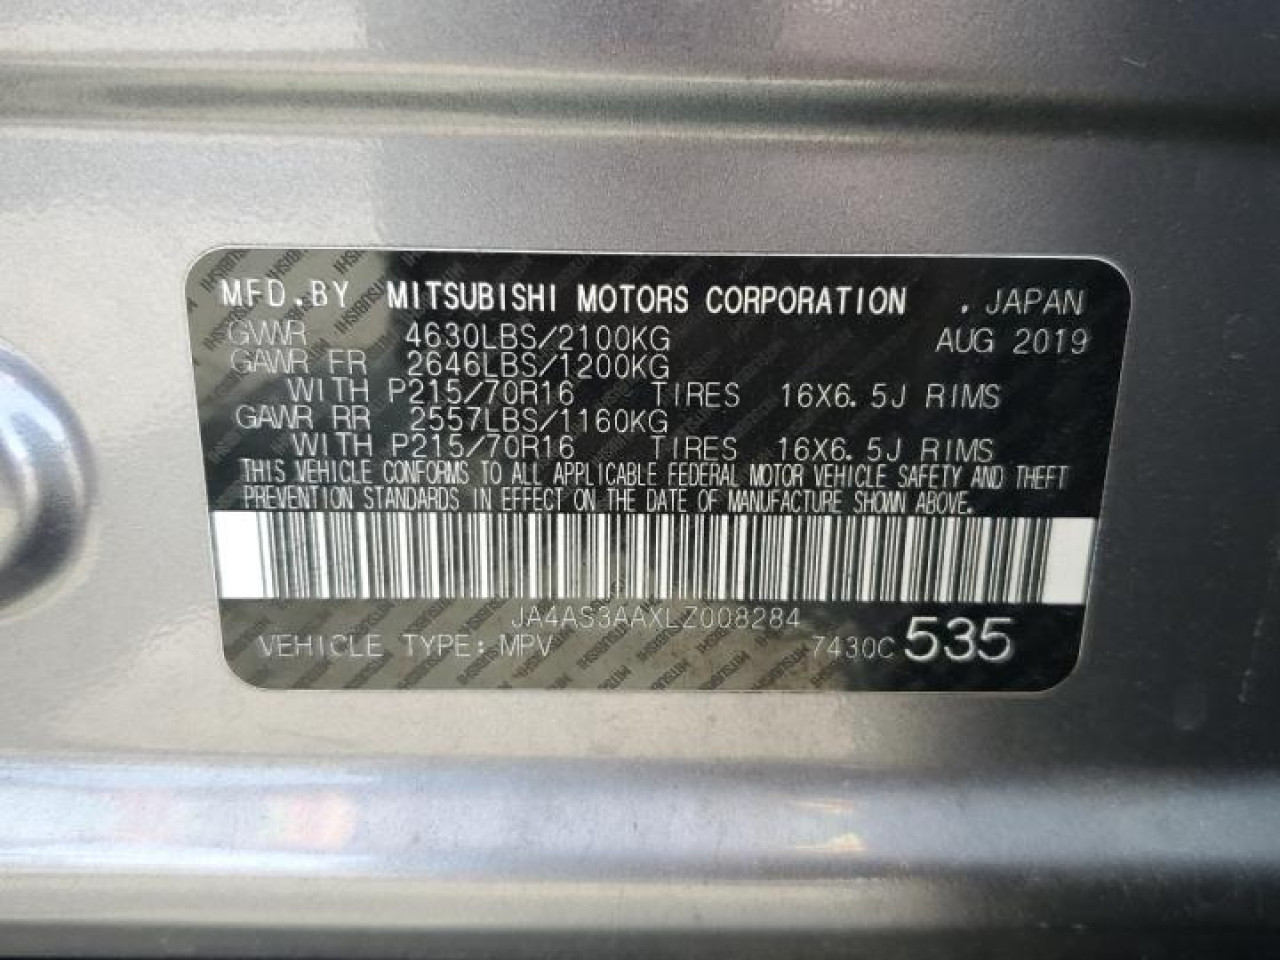 MFD.BY MITSUBISHI MOTORS CORPORATION . JAPAN
GVWR 4630LBS/2100KG AUG 2019
GAWR FR 2646LBS/1200KG
WITH P215/70R16 TIRES 16X6.5J RIMS
GAWR RR 2557LBS/1160KG
WITH P215/70R16 TIRES 16X6.5J RIMS
THIS VEHICLE CONFORMS TO ALL APPLICABLE FEDERAL MOTOR VEHICLE SAFETY AND THEFT
PREVENTION STANDARDS IN EFFECT ON THE DATE OF MANUFACTURE SHOWN ABOVE.
JA4AS3AAXLZ008284
VEHICLE TYPE: MPV 7430C 535